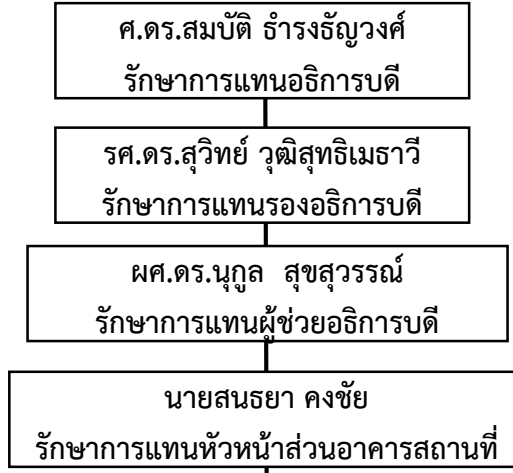 ศ.ดร.สมบัติ ธำรงธัญวงศ์
รักษาการแทนอธิการบดี
รศ.ดร.สุวิทย์ วุฒิสุทธิเมธาวี
รักษาการแทนรองอธิการบดี
ผศ.ดร.นุกูล สุขสุวรรณ์
รักษาการแทนผู้ช่วยอธิการบดี
นายสนธยา คงชัย
รักษาการแทนหัวหน้าส่วนอาคารสถานที่